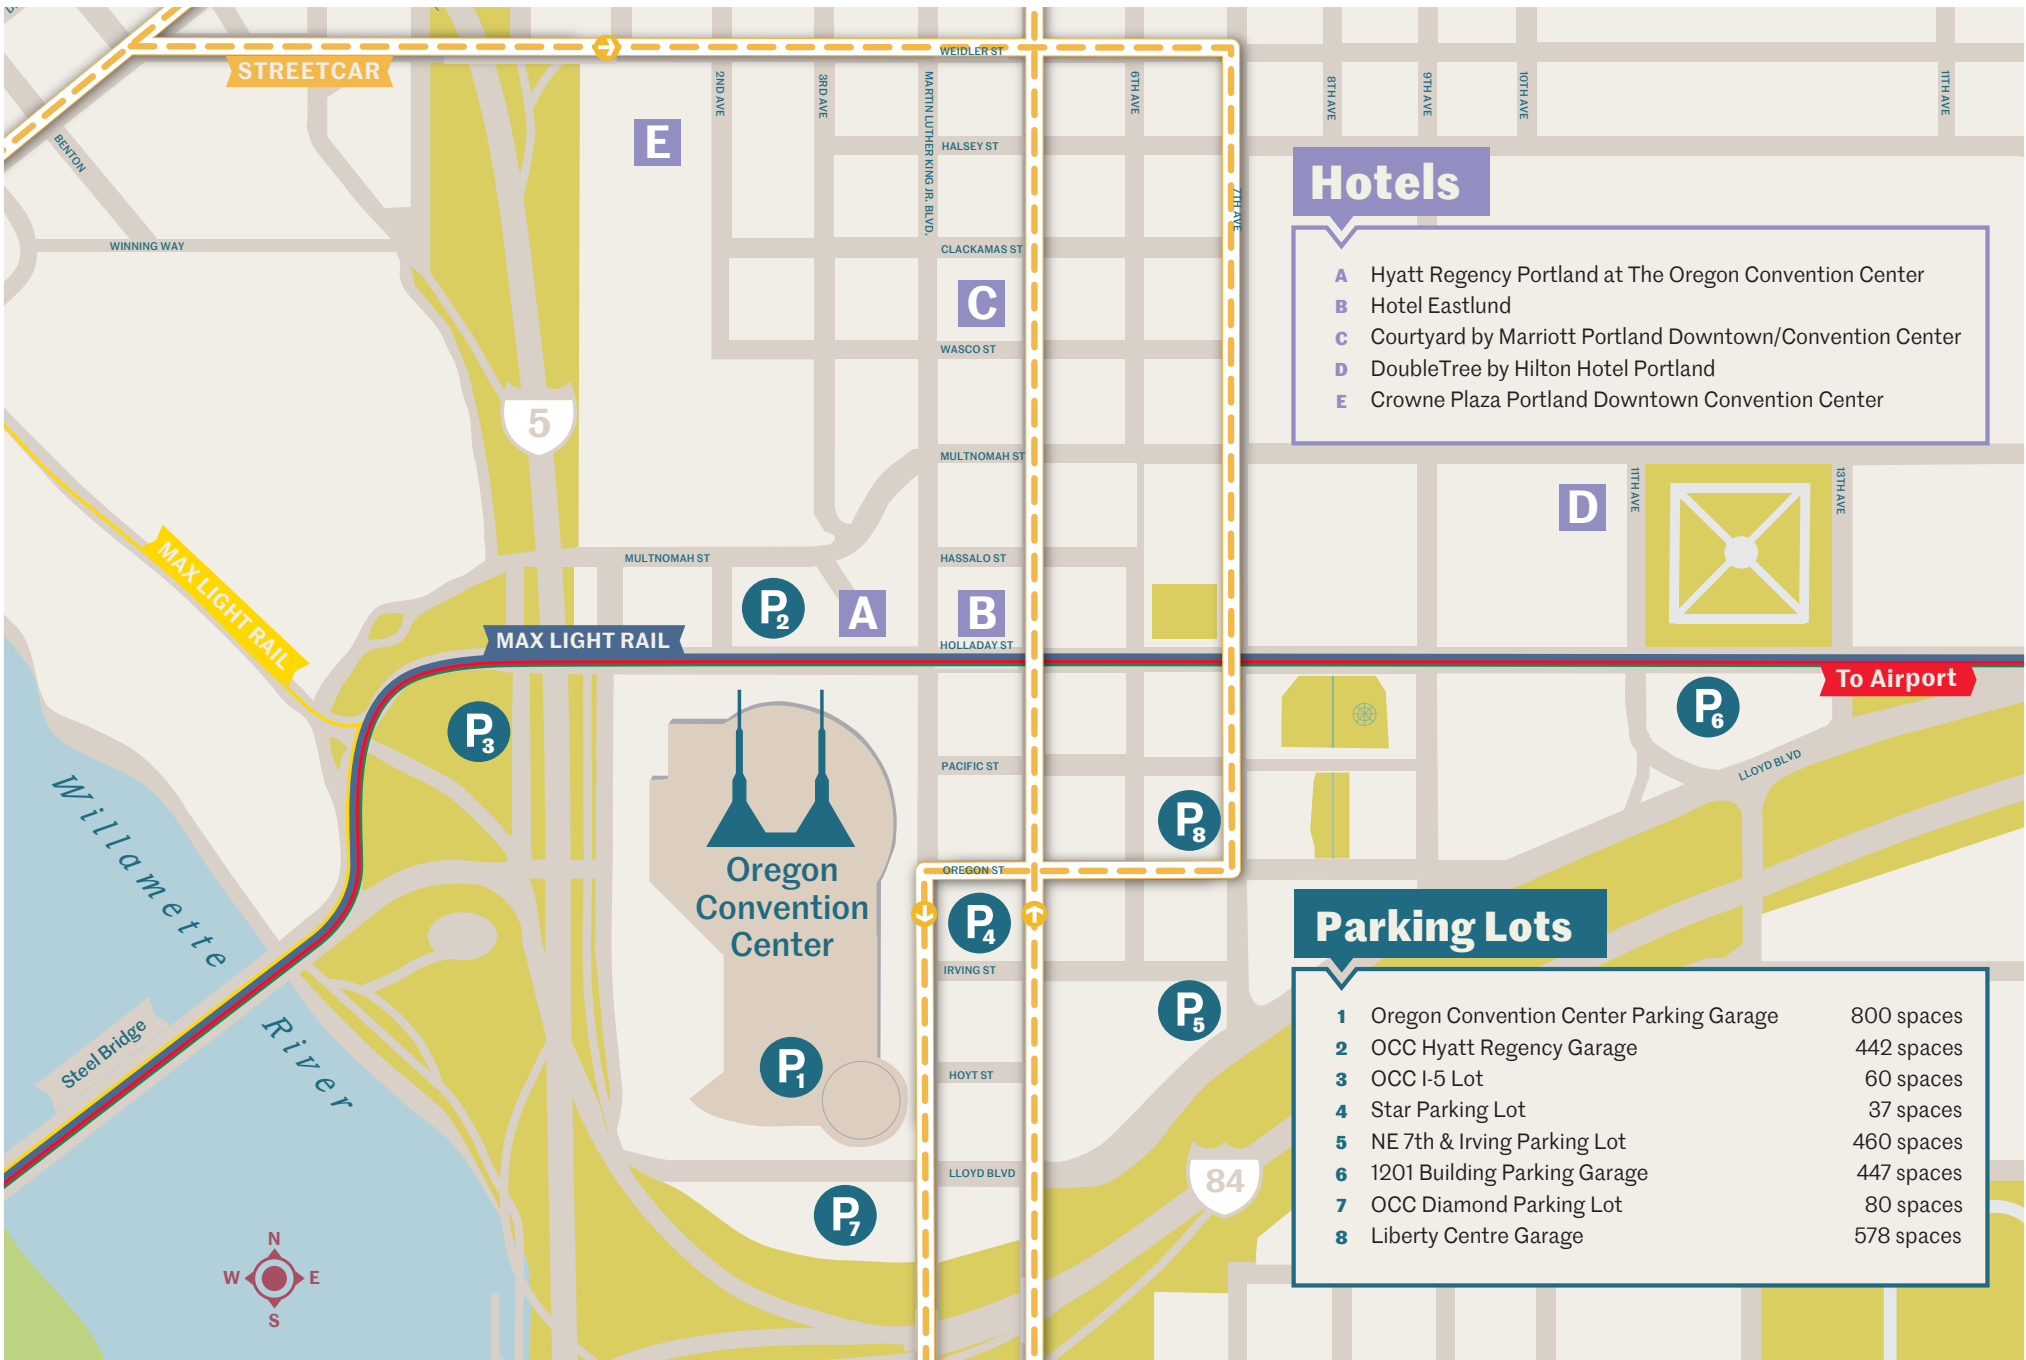 WEIDLER ST
STREETCAR
2ND AVE
3RD AVE
MARTIN LUTHER KING JR. BLVD.
6TH AVE
7TH AVE
8TH AVE
9TH AVE
10TH AVE
11TH AVE
BENTON
E
HALSEY ST
WINNING WAY
CLACKAMAS ST
C
WASCO ST
Hotels
A Hyatt Regency Portland at The Oregon Convention Center
B Hotel Eastlund
C Courtyard by Marriott Portland Downtown/Convention Center
D DoubleTree by Hilton Hotel Portland
E Crowne Plaza Portland Downtown Convention Center
5
MULTNOMAH ST
11TH AVE
13TH AVE
D
MAX LIGHT RAIL
MULTNOMAH ST
HASSALO ST
P2
A
B
MAX LIGHT RAIL
HOLLADAY ST
To Airport
P3
P6
PACIFIC ST
LLOYD BLVD
Willamette
River
P8
Oregon
Convention
Center
OREGON ST
P4
IRVING ST
P5
Steel Bridge
P1
HOYT ST
LLOYD BLVD
84
P7
Parking Lots
1 Oregon Convention Center Parking Garage 800 spaces
2 OCC Hyatt Regency Garage 442 spaces
3 OCC I-5 Lot 60 spaces
4 Star Parking Lot 37 spaces
5 NE 7th & Irving Parking Lot 460 spaces
6 1201 Building Parking Garage 447 spaces
7 OCC Diamond Parking Lot 80 spaces
8 Liberty Centre Garage 578 spaces
N
W E
S